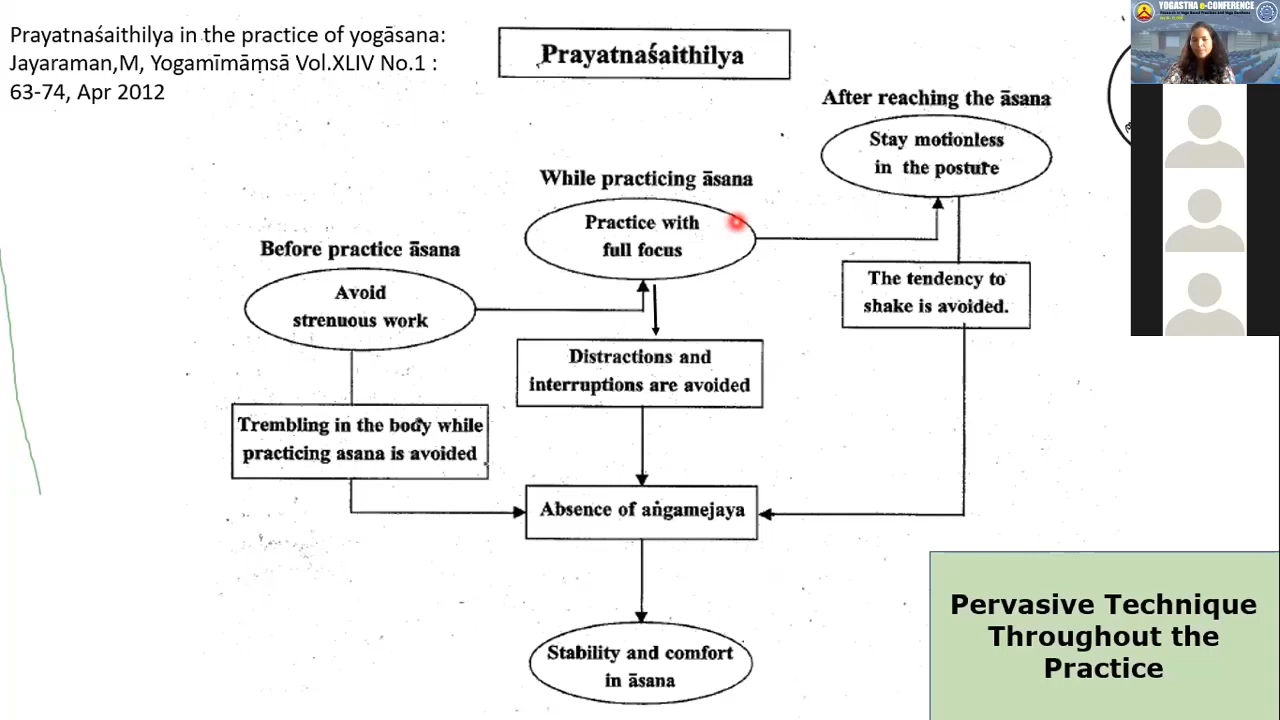 Prayatnaśaithilya in the practice of yogāsana:
Jayaraman,M, Yogamīmāṃsā Vol.XLIV No.1 :
63-74, Apr 2012
Prayatnaśaithilya
YOGASTHA e-CONFERENCE
After reaching the āsana
Stay motionless
in the posture
While practicing āsana
Practice with
full focus
Before practice āsana
Avoid
strenuous work
The tendency to
shake is avoided.
Distractions and
interruptions are avoided
Trembling in the body while
practicing asana is avoided
Absence of aṅgamejaya
Stability and comfort
in āsana
Pervasive Technique
Throughout the
Practice